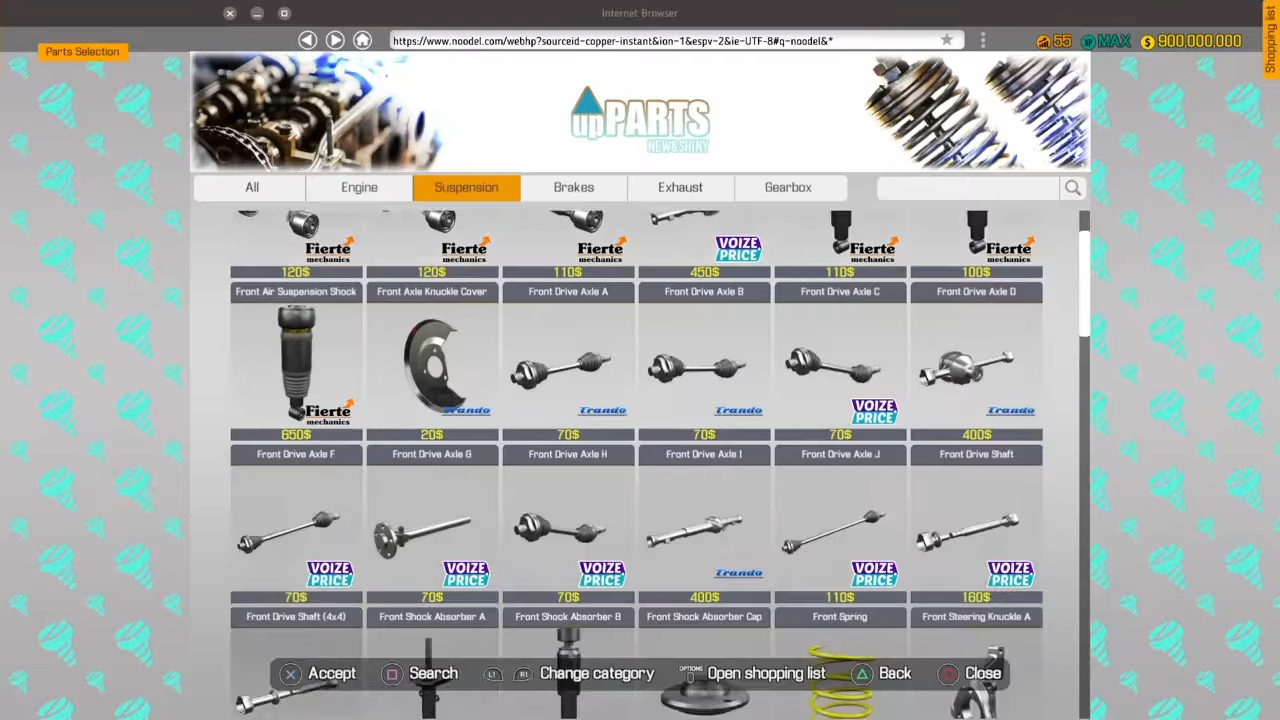 Internet Browser
Shopping list
https://www.noodel.com/webhp?sourceid-copper-instant&ion-1&espv-2&ie-UTF-8#q-noodel&*
Parts Selection
55
XP MAX
$ 900,000,000
upPARTS
NEW&SHINY
All
Engine
Suspension
Brakes
Exhaust
Gearbox
Fierte mechanics
Fierte mechanics
Fierte mechanics
VOIZE PRICE
Fierte mechanics
Fierte mechanics
120$
120$
110$
450$
110$
100$
Front Air Suspension Shock
Front Axle Knuckle Cover
Front Drive Axle A
Front Drive Axle B
Front Drive Axle C
Front Drive Axle D
Fierte mechanics
Trando
Trando
Trando
VOIZE PRICE
Trando
650$
20$
70$
70$
70$
400$
Front Drive Axle F
Front Drive Axle G
Front Drive Axle H
Front Drive Axle I
Front Drive Axle J
Front Drive Shaft
VOIZE PRICE
VOIZE PRICE
VOIZE PRICE
Trando
VOIZE PRICE
VOIZE PRICE
70$
70$
70$
400$
110$
160$
Front Drive Shaft (4x4)
Front Shock Absorber A
Front Shock Absorber B
Front Shock Absorber Cap
Front Spring
Front Steering Knuckle A
Accept
Search
L1
R1
Change category
OPTIONS
Open shopping list
Back
Close